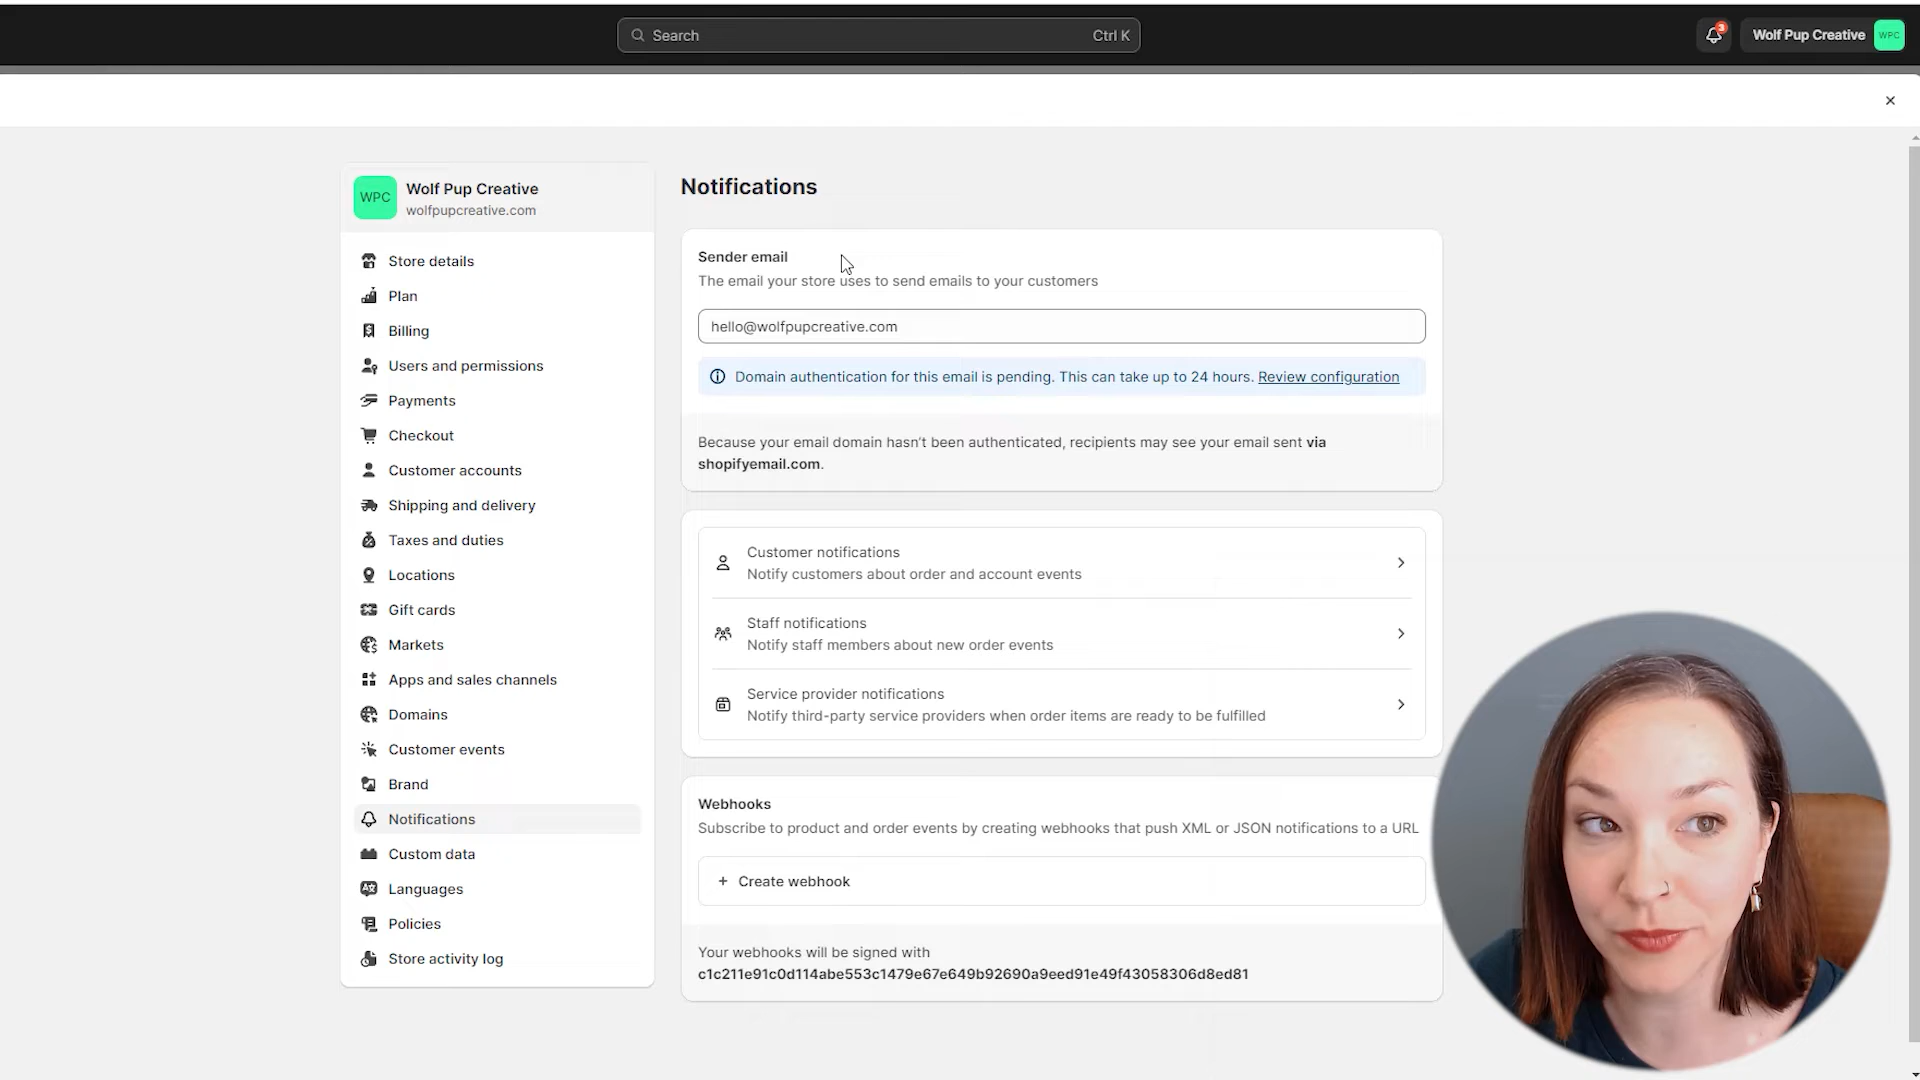 Search
Ctrl K
3
Wolf Pup Creative
WPC
WPC
Wolf Pup Creative
wolfpupcreative.com
Store details
Plan
Billing
Users and permissions
Payments
Checkout
Customer accounts
Shipping and delivery
Taxes and duties
Locations
Gift cards
Markets
Apps and sales channels
Domains
Customer events
Brand
Notifications
Custom data
Languages
Policies
Store activity log
Notifications
Sender email
The email your store uses to send emails to your customers
hello@wolfpupcreative.com
Domain authentication for this email is pending. This can take up to 24 hours. Review configuration
Because your email domain hasn't been authenticated, recipients may see your email sent via
shopifyemail.com.
Customer notifications
Notify customers about order and account events
Staff notifications
Notify staff members about new order events
Service provider notifications
Notify third-party service providers when order items are ready to be fulfilled
Webhooks
Subscribe to product and order events by creating webhooks that push XML or JSON notifications to a URL
+ Create webhook
Your webhooks will be signed with
c1c211e91c0d114abe553c1479e67e649b92690a9eed91e49f43058306d8ed81